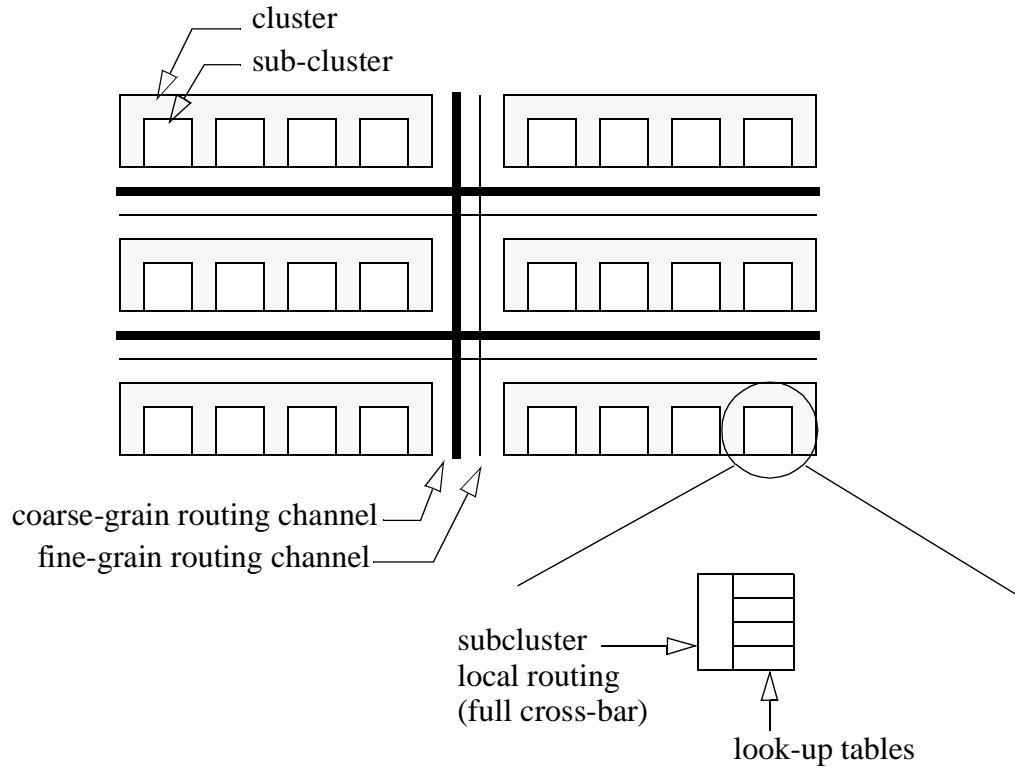 cluster
sub-cluster
coarse-grain routing channel
fine-grain routing channel
subcluster
local routing
(full cross-bar)
look-up tables